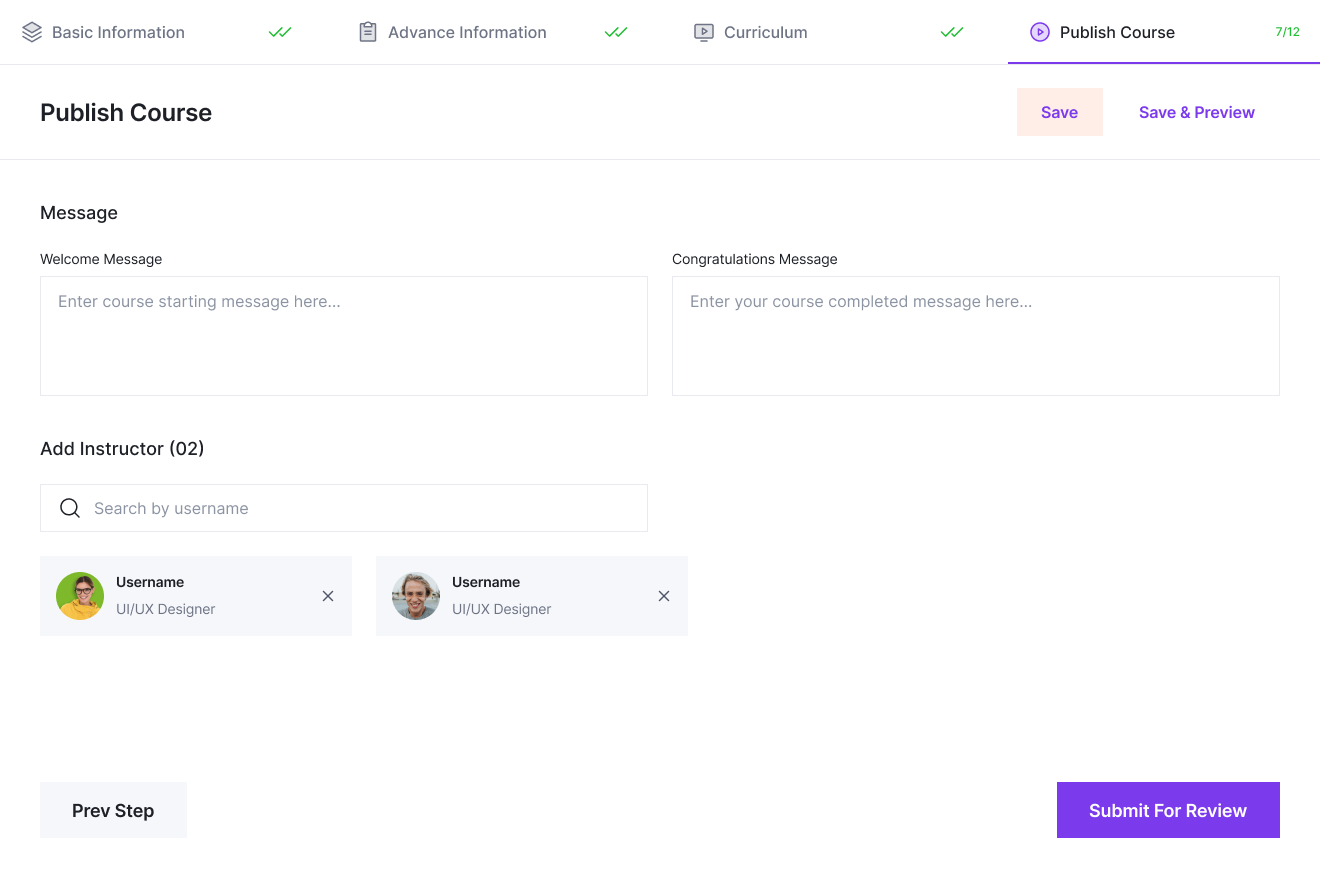 Basic Information
Advance Information
Curriculum
Publish Course
7/12
Publish Course
Save
Save & Preview
Message
Welcome Message
Congratulations Message
Enter course starting message here...
Enter your course completed message here...
Add Instructor (02)
Search by username
Username
UI/UX Designer
Username
UI/UX Designer
Prev Step
Submit For Review